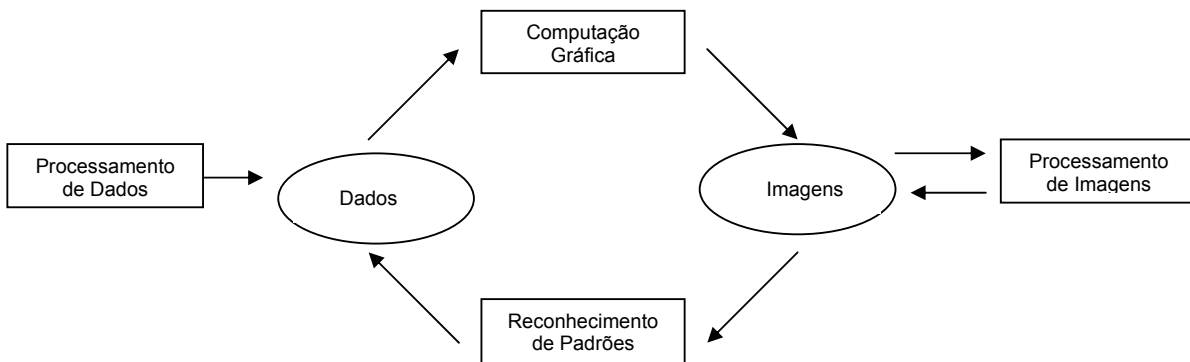 Computação
Gráfica
Processamento
de Dados
Dados
Imagens
Processamento
de Imagens
Reconhecimento
de Padrões